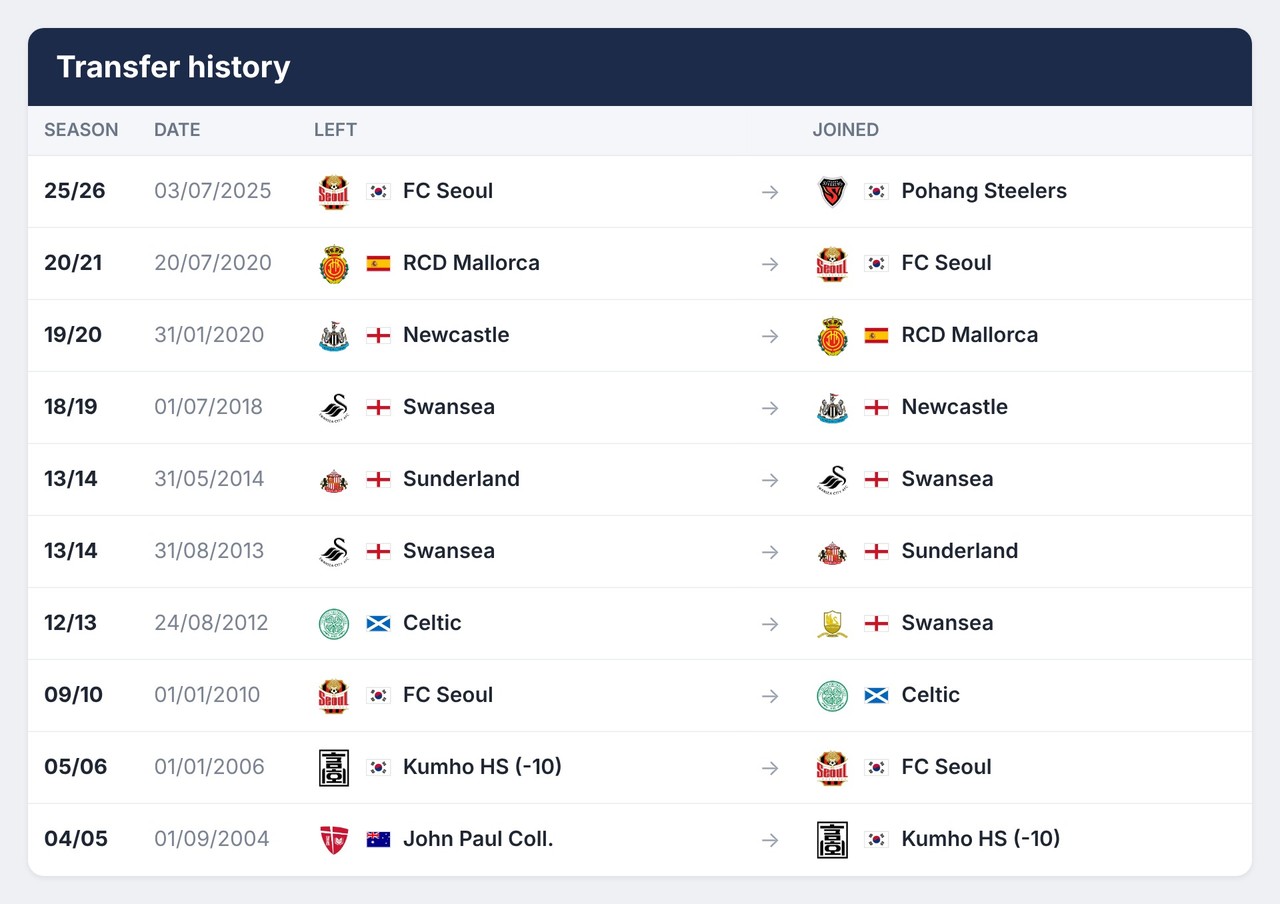 Transfer history
SEASON DATE LEFT JOINED
25/26 03/07/2025 SEOUL FC Seoul → Pohang Steelers
20/21 20/07/2020 RCD Mallorca → SEOUL FC Seoul
19/20 31/01/2020 Newcastle → RCD Mallorca
18/19 01/07/2018 Swansea → Newcastle
13/14 31/05/2014 Sunderland → Swansea
13/14 31/08/2013 Swansea → Sunderland
12/13 24/08/2012 Celtic → Swansea
09/10 01/01/2010 SEOUL FC Seoul → Celtic
05/06 01/01/2006 Kumho HS (-10) → SEOUL FC Seoul
04/05 01/09/2004 John Paul Coll. → Kumho HS (-10)